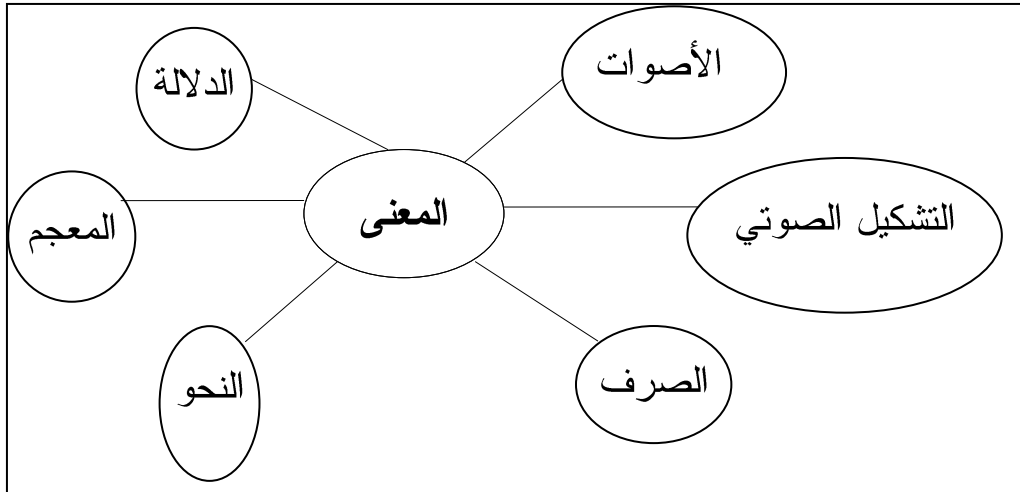 الأصوات
الدلالة
المعنى
التشكيل الصوتي
المعجم
الصرف
النحو